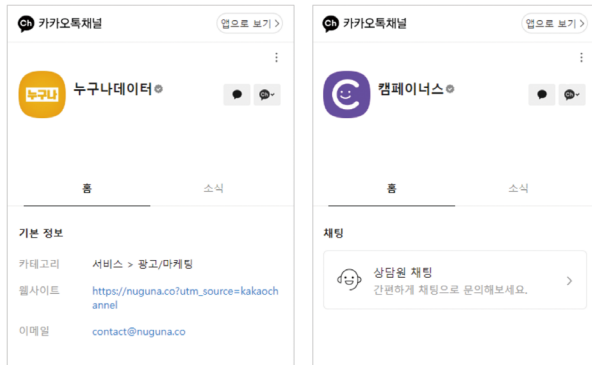 Ch 카카오톡채널
앱으로 보기 >
누구나
누구나데이터
Ch
홈
소식
기본 정보
카테고리 서비스 > 광고/마케팅
웹사이트 https://nuguna.co?utm_source=kakaoch
annel
이메일 contact@nuguna.co
Ch 카카오톡채널
앱으로 보기 >
캠페이너스
Ch
홈
소식
채팅
상담원 채팅
간편하게 채팅으로 문의해보세요.